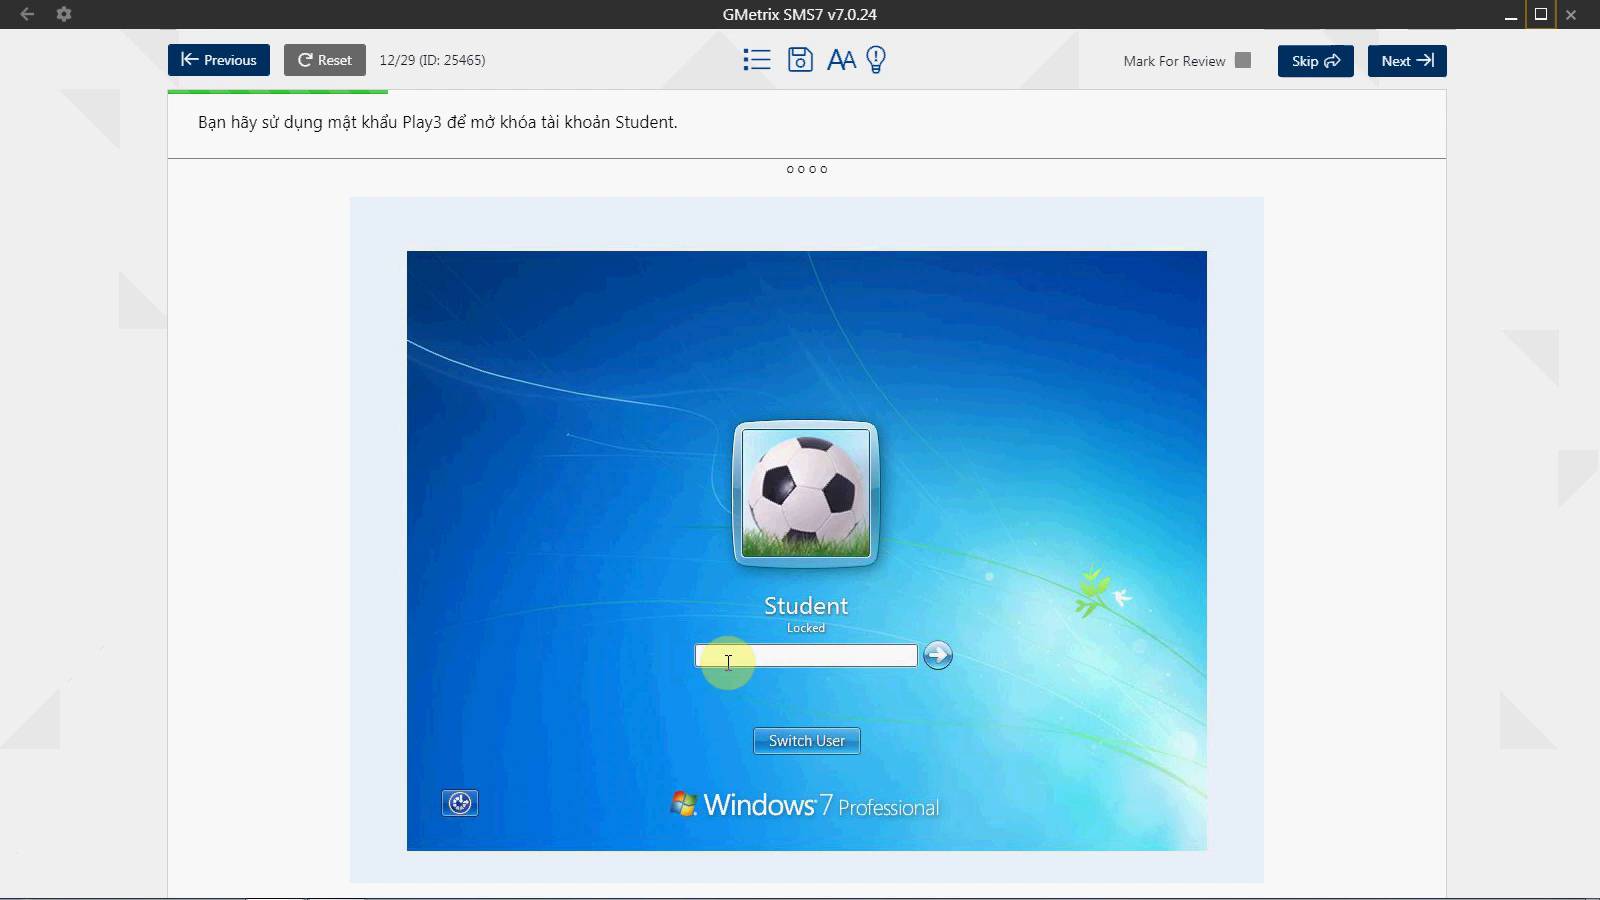 GMetrix SMS7 v7.0.24
Previous
Reset
12/29 (ID: 25465)
AA
Mark For Review
Skip
Next
Bạn hãy sử dụng mật khẩu Play3 để mở khóa tài khoản Student.
Student
Locked
Switch User
Windows 7 Professional